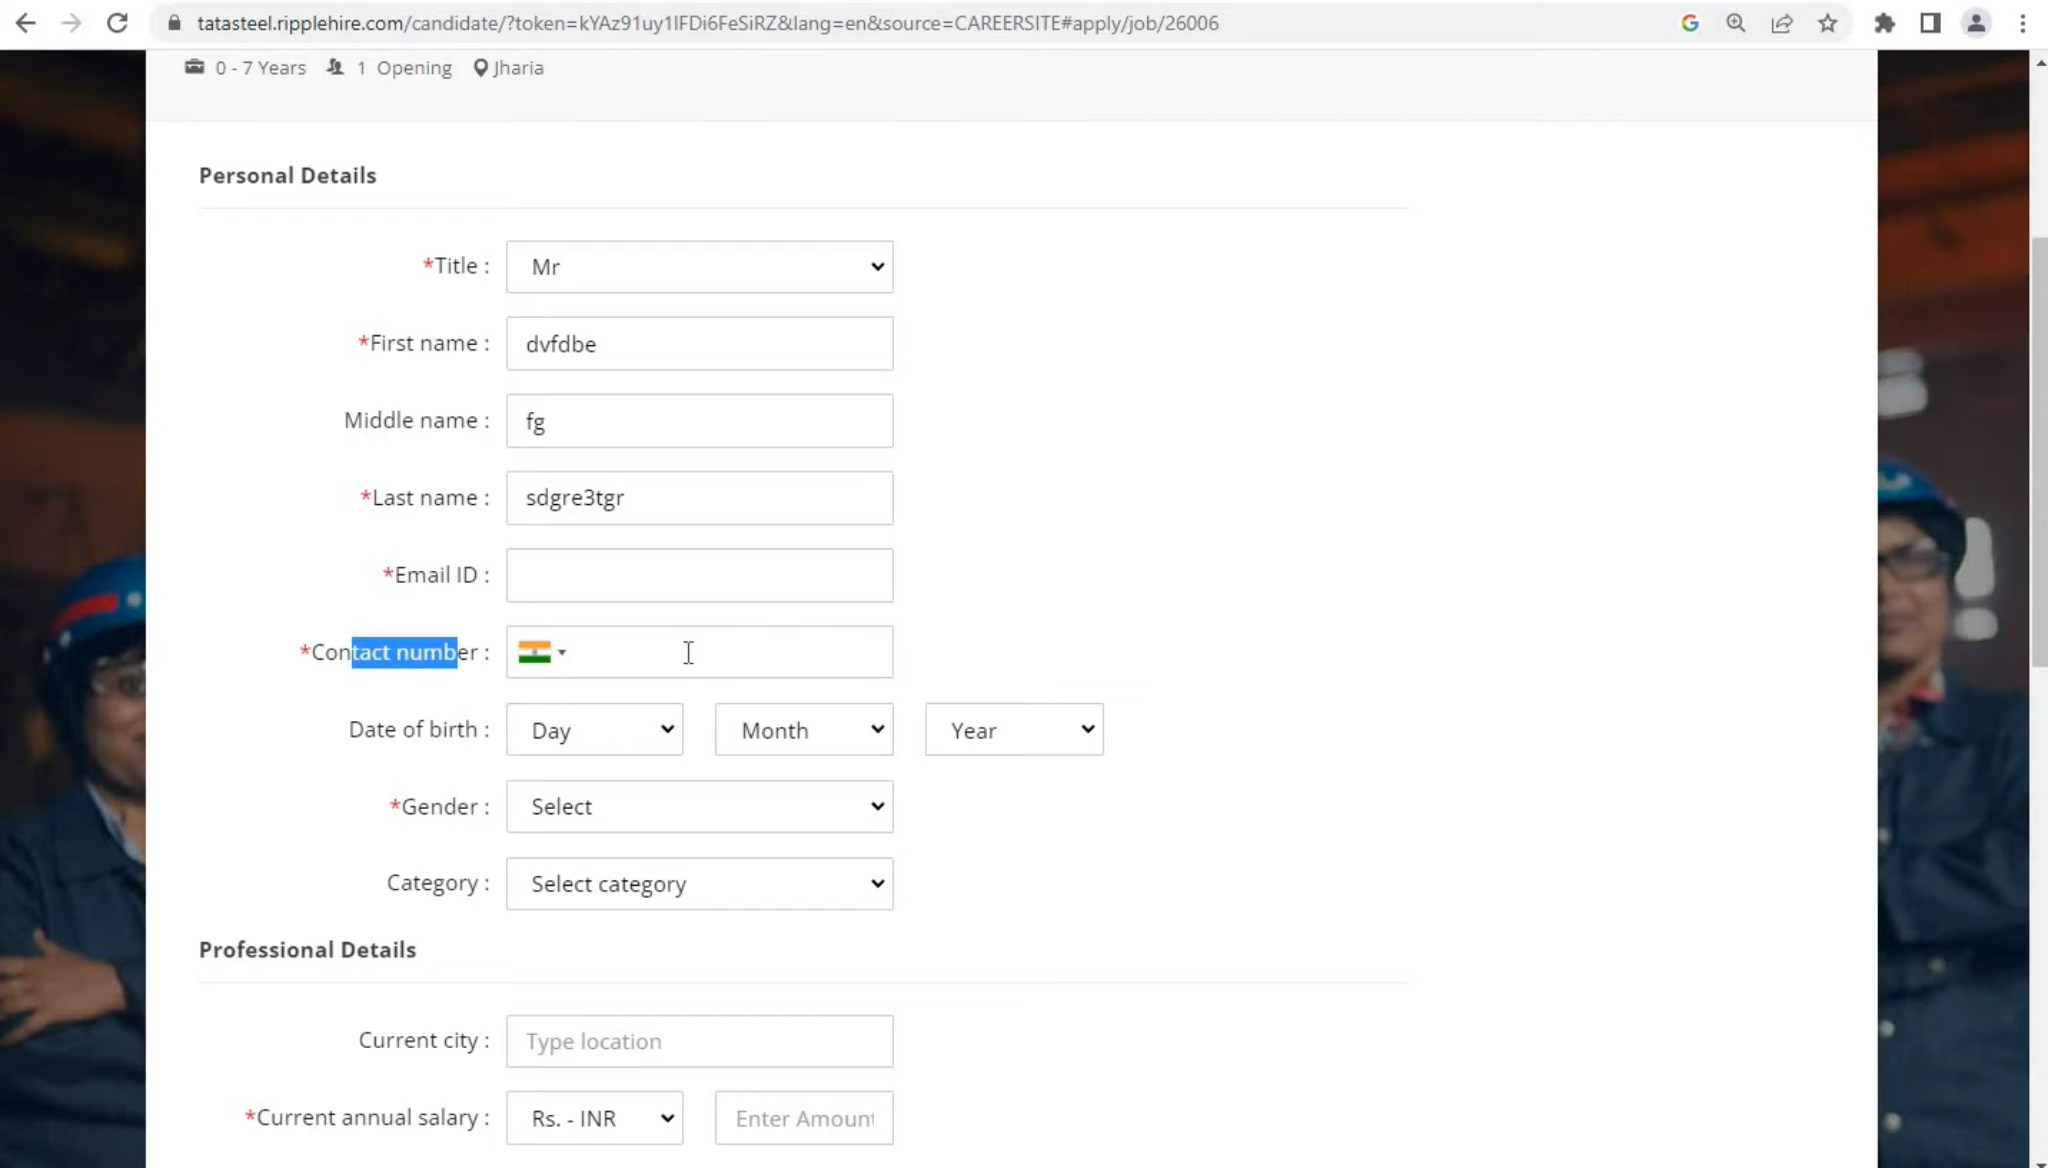 tatasteel.ripplehire.com/candidate/?token=kYAz91uy1IFDi6FeSiRZ&lang=en&source=CAREERSITE#apply/job/26006
0 - 7 Years 1 Opening Jharia
Personal Details
*Title : Mr
*First name : dvfdbe
Middle name : fg
*Last name : sdgre3tgr
*Email ID :
*Contact number :
Date of birth : Day Month Year
*Gender : Select
Category : Select category
Professional Details
Current city : Type location
*Current annual salary : Rs. - INR Enter Amount